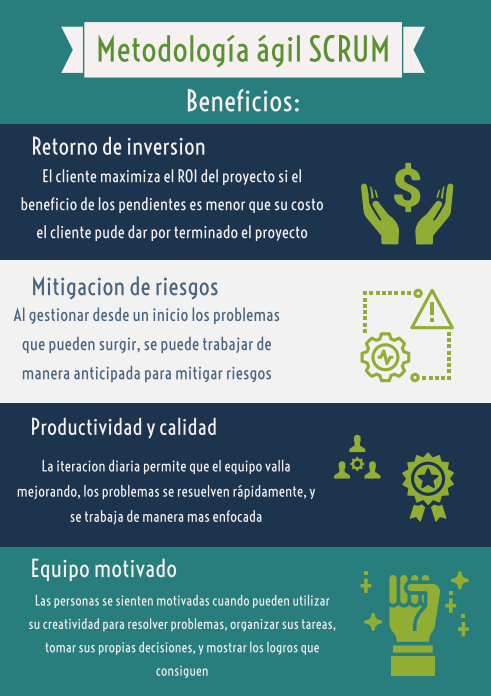 Metodología ágil SCRUM
Beneficios:
Retorno de inversion
El cliente maximiza el ROI del proyecto si el
beneficio de los pendientes es menor que su costo
el cliente pude dar por terminado el proyecto
Mitigacion de riesgos
Al gestionar desde un inicio los problemas
que pueden surgir, se puede trabajar de
manera anticipada para mitigar riesgos
Productividad y calidad
La iteracion diaria permite que el equipo valla
mejorando, los problemas se resuelven rápidamente, y
se trabaja de manera mas enfocada
Equipo motivado
Las personas se sienten motivadas cuando pueden utilizar
su creatividad para resolver problemas, organizar sus tareas,
tomar sus propias decisiones, y mostrar los logros que
consiguen